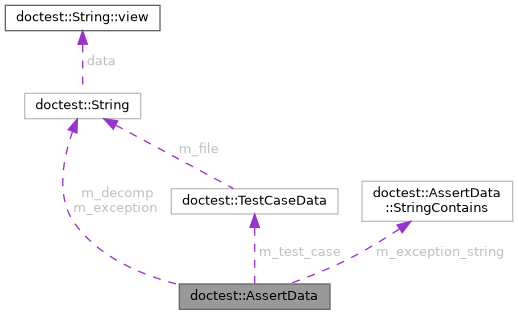 doctest::String::view
data
doctest::String
m_file
m_decomp
m_exception
doctest::TestCaseData
doctest::AssertData
::StringContains
m_test_case
m_exception_string
doctest::AssertData